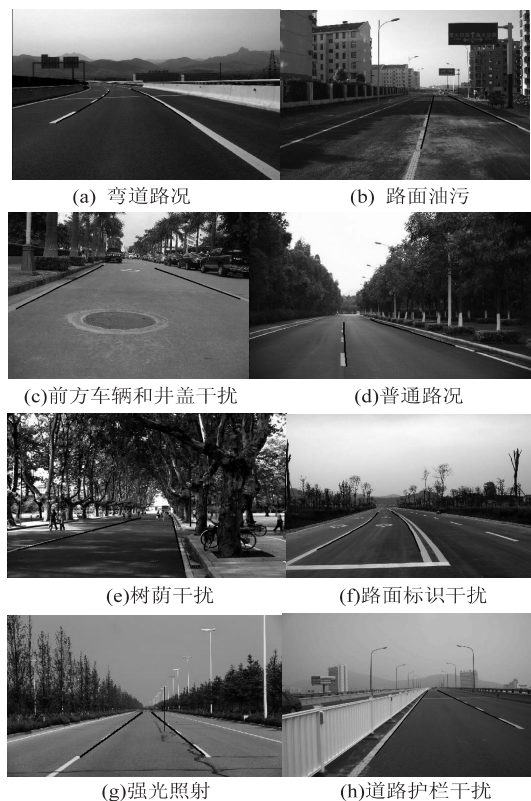 (a) 弯道路况
(b) 路面油污
(c)前方车辆和井盖干扰
(d)普通路况
(e)树荫干扰
(f)路面标识干扰
(g)强光照射
(h)道路护栏干扰